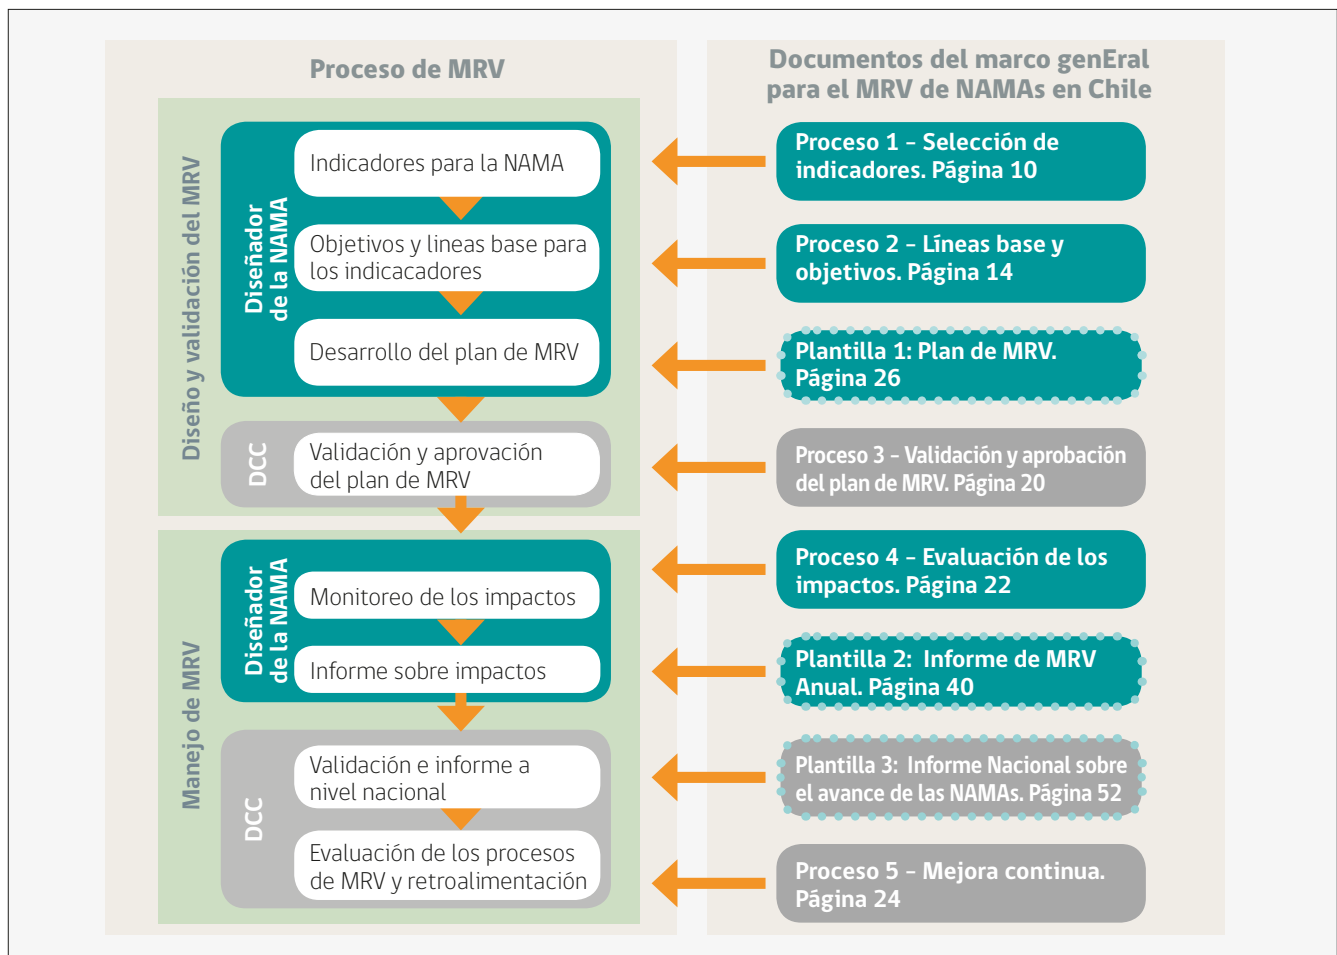 Proceso de MRV
Diseño y validación del MRV
Diseñador
de la NAMA
Indicadores para la NAMA
Objetivos y lineas base para
los indicacadores
Desarrollo del plan de MRV
DCC
Validación y aprovación
del plan de MRV
Manejo de MRV
Diseñador
de la NAMA
Monitoreo de los impactos
Informe sobre impactos
DCC
Validación e informe a
nivel nacional
Evaluación de los procesos
de MRV y retroalimentación
Documentos del marco genEral
para el MRV de NAMAs en Chile
Proceso 1 – Selección de
indicadores. Página 10
Proceso 2 – Líneas base y
objetivos. Página 14
Plantilla 1: Plan de MRV.
Página 26
Proceso 3 – Validación y aprobación
del plan de MRV. Página 20
Proceso 4 – Evaluación de los
impactos. Página 22
Plantilla 2: Informe de MRV
Anual. Página 40
Plantilla 3: Informe Nacional sobre
el avance de las NAMAs. Página 52
Proceso 5 – Mejora continua.
Página 24